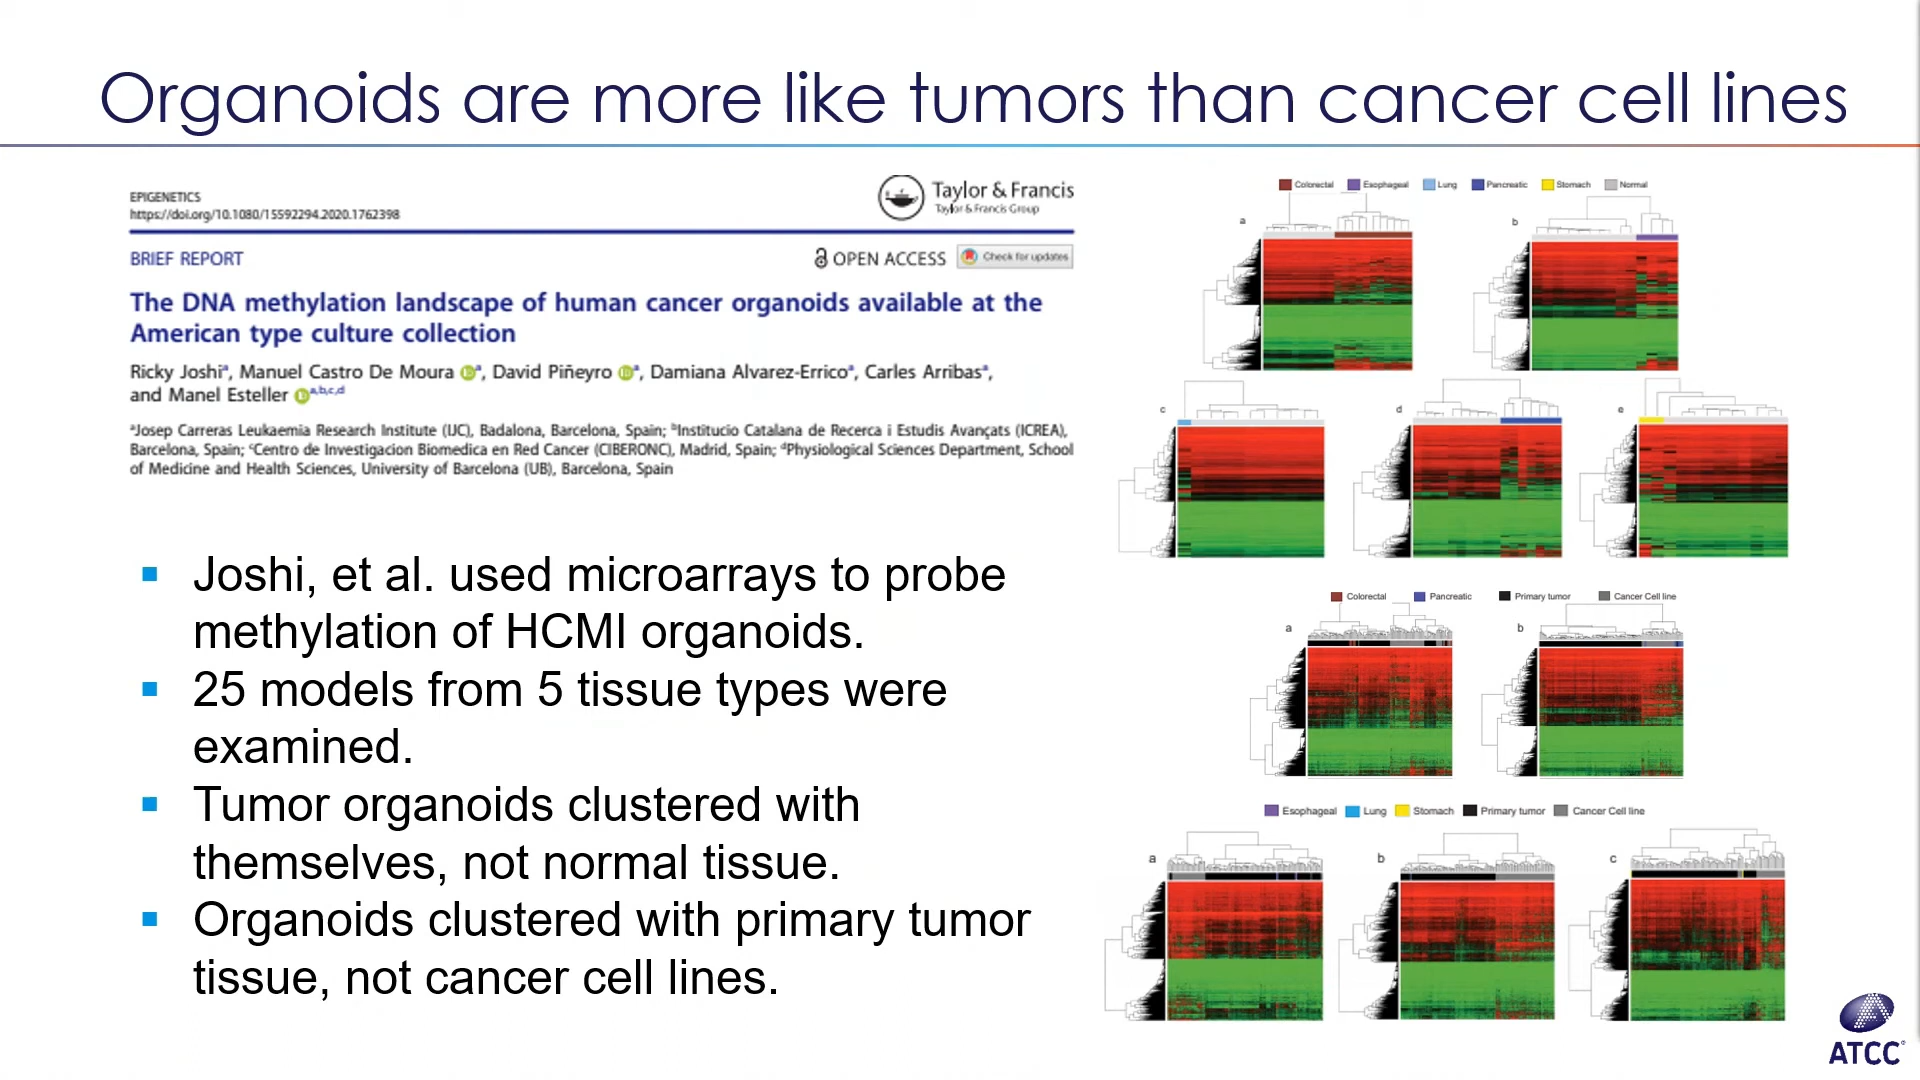 Organoids are more like tumors than cancer cell lines
EPIGENETICS
https://doi.org/10.1080/15592294.2020.1762398
Taylor & Francis
Taylor & Francis Group
BRIEF REPORT
OPEN ACCESS
Check for updates
The DNA methylation landscape of human cancer organoids available at the
American type culture collection
Ricky Joshiᵃ, Manuel Castro De Moura ᵃ, David Piñeyro ᵃ, Damiana Alvarez-Erricoᵃ, Carles Arribasᵃ,
and Manel Esteller ᵃ,ᵇ,ᶜ,ᵈ
ᵃJosep Carreras Leukaemia Research Institute (IJC), Badalona, Barcelona, Spain; ᵇInstitucio Catalana de Recerca i Estudis Avançats (ICREA),
Barcelona, Spain; ᶜCentro de Investigacion Biomedica en Red Cancer (CIBERONC), Madrid, Spain; ᵈPhysiological Sciences Department, School
of Medicine and Health Sciences, University of Barcelona (UB), Barcelona, Spain
Joshi, et al. used microarrays to probe
methylation of HCMI organoids.
25 models from 5 tissue types were
examined.
Tumor organoids clustered with
themselves, not normal tissue.
Organoids clustered with primary tumor
tissue, not cancer cell lines.
Colorectal Esophageal Lung Pancreatic Stomach Normal
a b
c d e
Colorectal Pancreatic Primary tumor Cancer Cell line
a b
Esophageal Lung Stomach Primary tumor Cancer Cell line
a b c
ATCC®